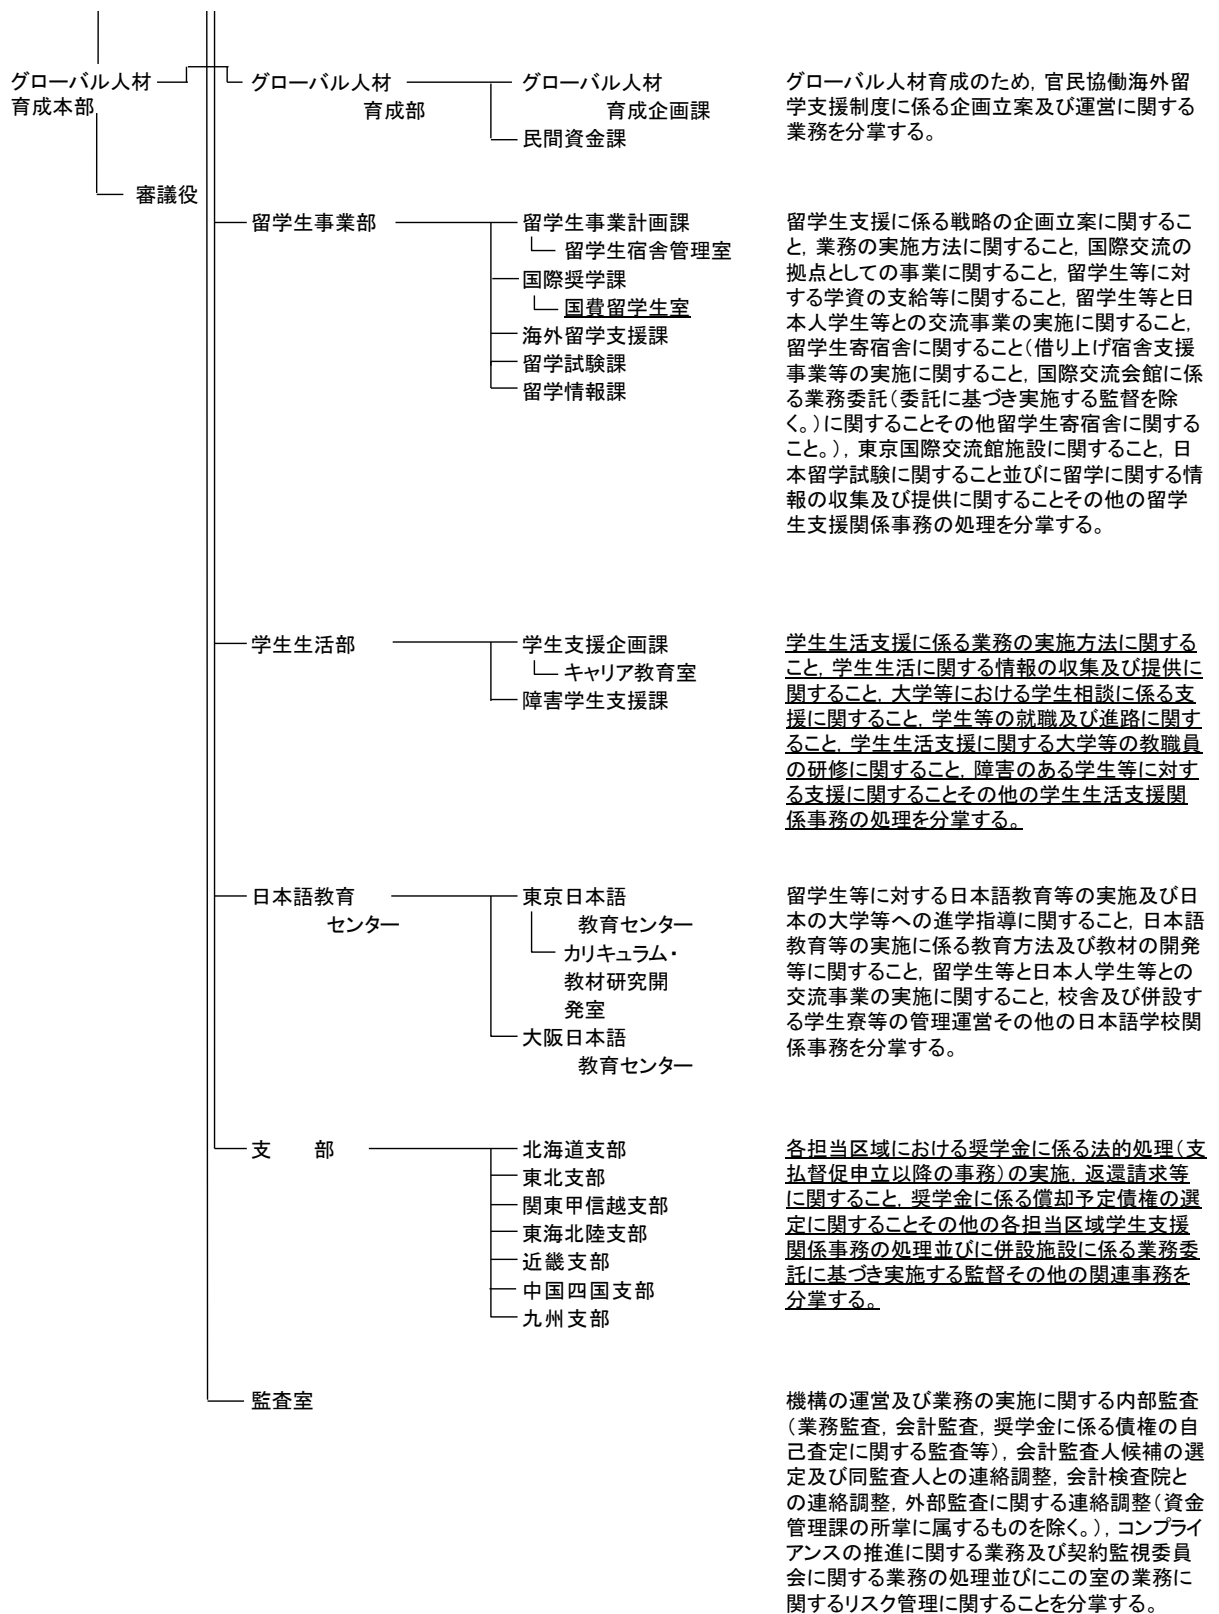 グローバル人材
育成本部
グローバル人材
育成部
グローバル人材
育成企画課
民間資金課
グローバル人材育成のため，官民協働海外留
学支援制度に係る企画立案及び運営に関する
業務を分掌する。
審議役
留学生事業部
留学生事業計画課
留学生宿舎管理室
国際奨学課
国費留学生室
海外留学支援課
留学試験課
留学情報課
留学生支援に係る戦略の企画立案に関するこ
と，業務の実施方法に関すること，国際交流の
拠点としての事業に関すること，留学生等に対
する学資の支給等に関すること，留学生等と日
本人学生等との交流事業の実施に関すること，
留学生寄宿舎に関すること（借り上げ宿舎支援
事業等の実施に関すること，国際交流会館に係
る業務委託（委託に基づき実施する監督を除
く。）に関することその他留学生寄宿舎に関する
こと。），東京国際交流館施設に関すること，日
本留学試験に関すること並びに留学に関する情
報の収集及び提供に関することその他の留学
生支援関係事務の処理を分掌する。
学生生活部
学生支援企画課
キャリア教育室
障害学生支援課
学生生活支援に係る業務の実施方法に関する
こと，学生生活に関する情報の収集及び提供に
関すること，大学等における学生相談に係る支
援に関すること，学生等の就職及び進路に関す
ること，学生生活支援に関する大学等の教職員
の研修に関すること，障害のある学生等に対す
る支援に関することその他の学生生活支援関
係事務の処理を分掌する。
日本語教育
センター
東京日本語
教育センター
カリキュラム・
教材研究開
発室
大阪日本語
教育センター
留学生等に対する日本語教育等の実施及び日
本の大学等への進学指導に関すること，日本語
教育等の実施に係る教育方法及び教材の開発
等に関すること，留学生等と日本人学生等との
交流事業の実施に関すること，校舎及び併設す
る学生寮等の管理運営その他の日本語学校関
係事務を分掌する。
支　　部
北海道支部
東北支部
関東甲信越支部
東海北陸支部
近畿支部
中国四国支部
九州支部
各担当区域における奨学金に係る法的処理（支
払督促申立以降の事務）の実施，返還請求等
に関すること，奨学金に係る償却予定債権の選
定に関することその他の各担当区域学生支援
関係事務の処理並びに併設施設に係る業務委
託に基づき実施する監督その他の関連事務を
分掌する。
監査室
機構の運営及び業務の実施に関する内部監査
（業務監査，会計監査，奨学金に係る債権の自
己査定に関する監査等），会計監査人候補の選
定及び同監査人との連絡調整，会計検査院と
の連絡調整，外部監査に関する連絡調整（資金
管理課の所掌に属するものを除く。），コンプライ
アンスの推進に関する業務及び契約監視委員
会に関する業務の処理並びにこの室の業務に
関するリスク管理に関することを分掌する。